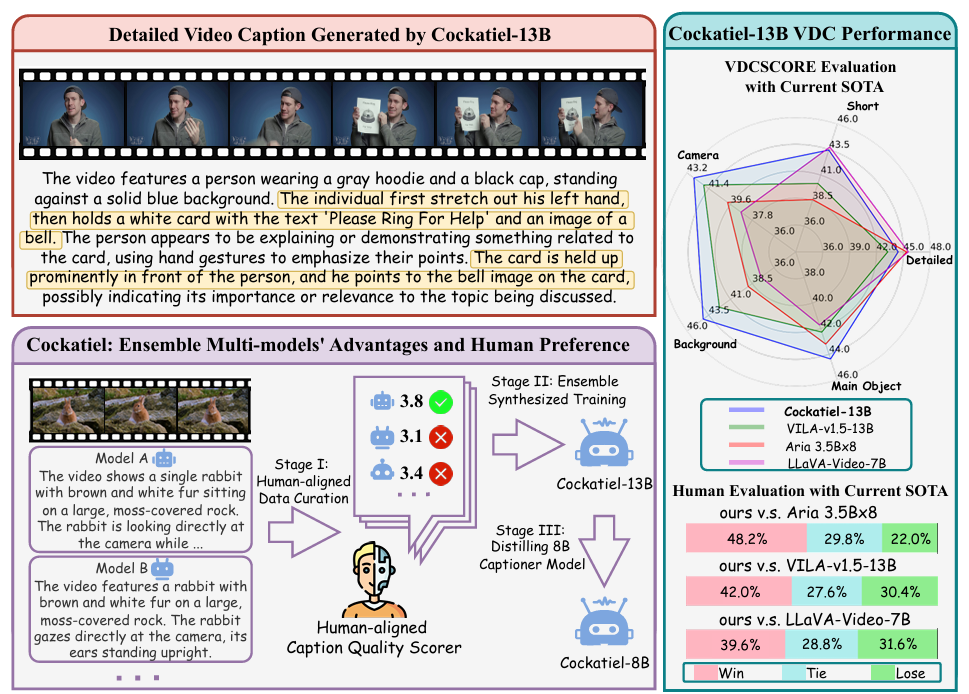 Detailed Video Caption Generated by Cockatiel-13B
The video features a person wearing a gray hoodie and a black cap, standing
against a solid blue background. The individual first stretch out his left hand,
then holds a white card with the text 'Please Ring For Help' and an image of a
bell. The person appears to be explaining or demonstrating something related to
the card, using hand gestures to emphasize their points. The card is held up
prominently in front of the person, and he points to the bell image on the card,
possibly indicating its importance or relevance to the topic being discussed.
Cockatiel: Ensemble Multi-models' Advantages and Human Preference
Model A
The video shows a single rabbit
with brown and white fur sitting
on a large, moss-covered rock.
The rabbit is looking directly at
the camera while ...
Model B
The video features a rabbit with
brown and white fur on a large,
moss-covered rock. The rabbit
gazes directly at the camera, its
ears standing upright.
Stage I:
Human-aligned
Data Curation
3.8
3.1
3.4
Human-aligned
Caption Quality Scorer
Stage II: Ensemble
Synthesized Training
Cockatiel-13B
Stage III:
Distilling 8B
Captioner Model
Cockatiel-8B
Cockatiel-13B VDC Performance
VDCSCORE Evaluation
with Current SOTA
Short
46.0
43.5
41.0
38.5
36.0
Camera
43.2
41.4
39.6
37.8
36.0
36.0
39.0
42.0
45.0
48.0
Detailed
36.0
38.5
41.0
43.5
46.0
Background
38.0
40.0
42.0
44.0
46.0
Main Object
Cockatiel-13B
VILA-v1.5-13B
Aria 3.5Bx8
LLaVA-Video-7B
Human Evaluation with Current SOTA
ours v.s. Aria 3.5Bx8
48.2% 29.8% 22.0%
ours v.s. VILA-v1.5-13B
42.0% 27.6% 30.4%
ours v.s. LLaVA-Video-7B
39.6% 28.8% 31.6%
Win Tie Lose